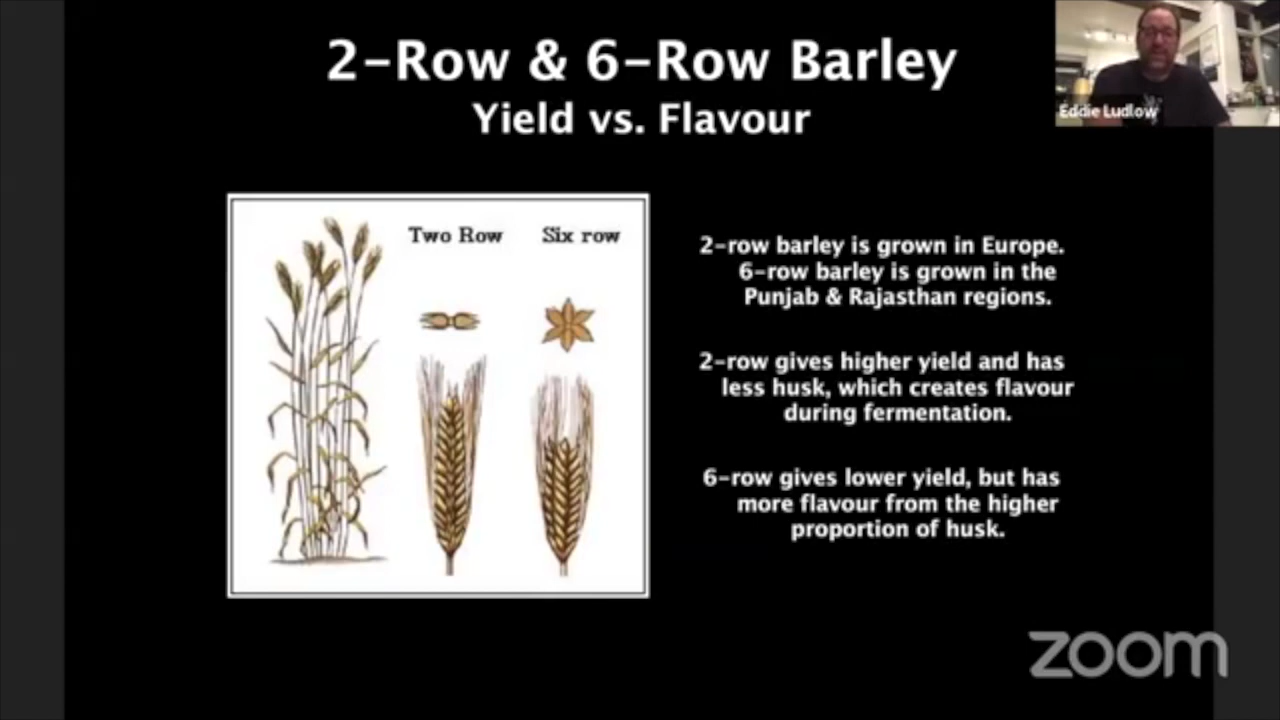 2-Row & 6-Row Barley
Yield vs. Flavour
Eddie Ludlow
Two Row
Six row
2-row barley is grown in Europe.
6-row barley is grown in the
Punjab & Rajasthan regions.
2-row gives higher yield and has
less husk, which creates flavour
during fermentation.
6-row gives lower yield, but has
more flavour from the higher
proportion of husk.
zoom